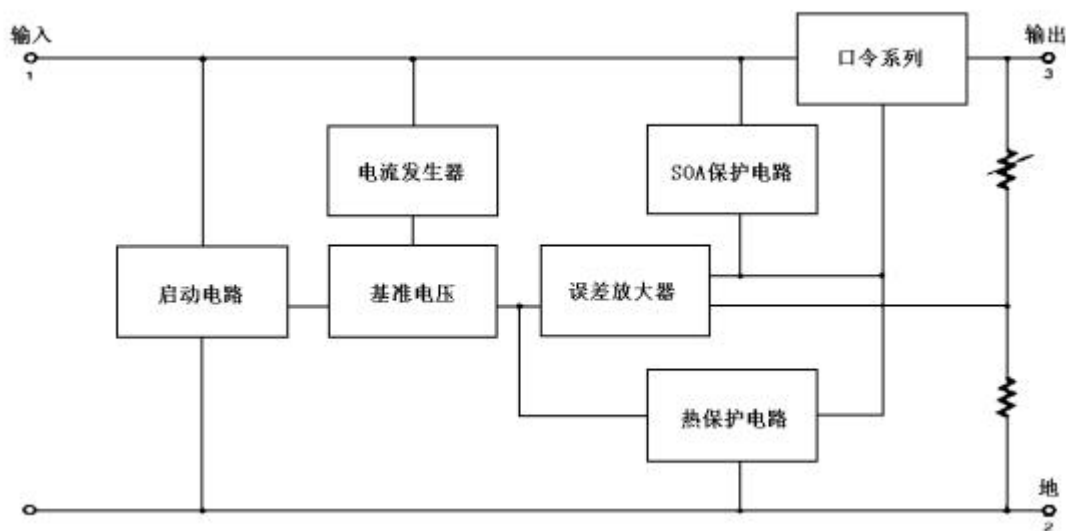 输入
1
口令系列
输出
3
电流发生器
SOA保护电路
启动电路
基准电压
误差放大器
热保护电路
地
2